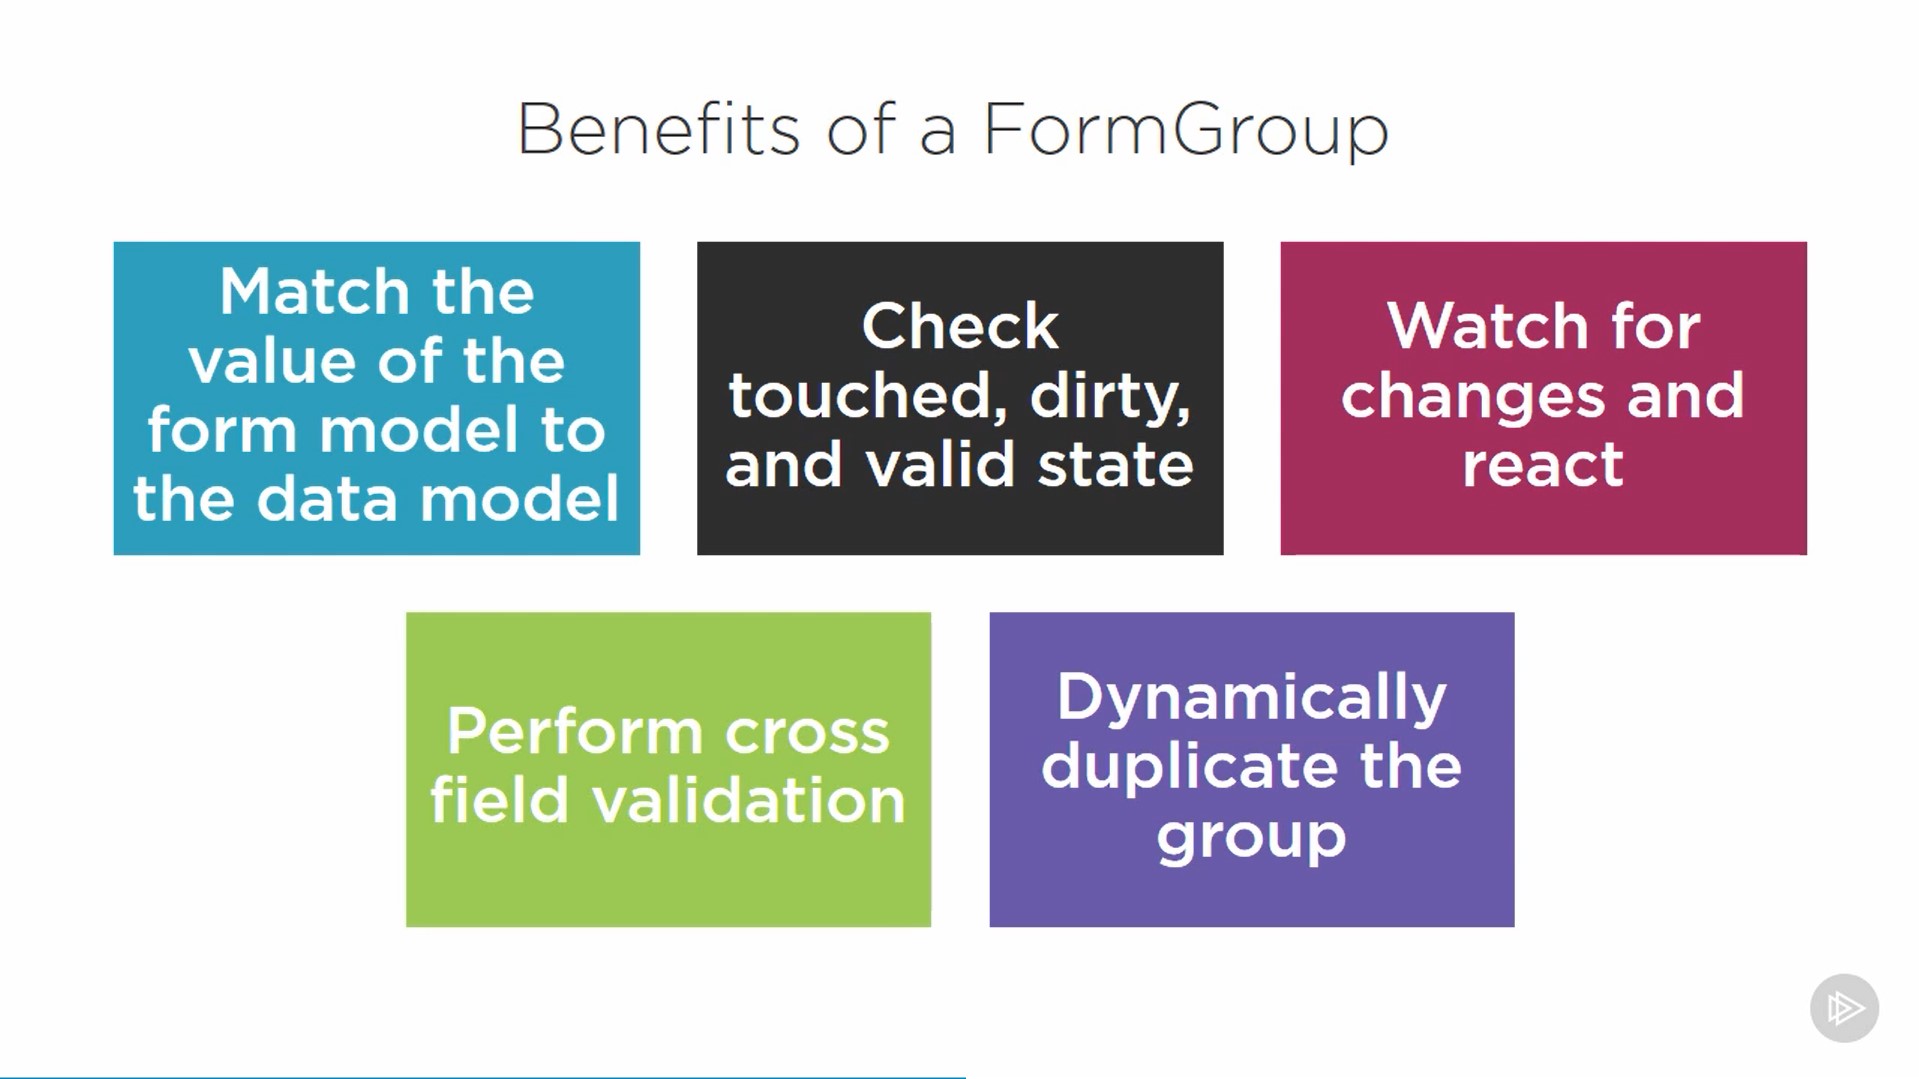 Benefits of a FormGroup
Match the
value of the
form model to
the data model
Check
touched, dirty,
and valid state
Watch for
changes and
react
Perform cross
field validation
Dynamically
duplicate the
group